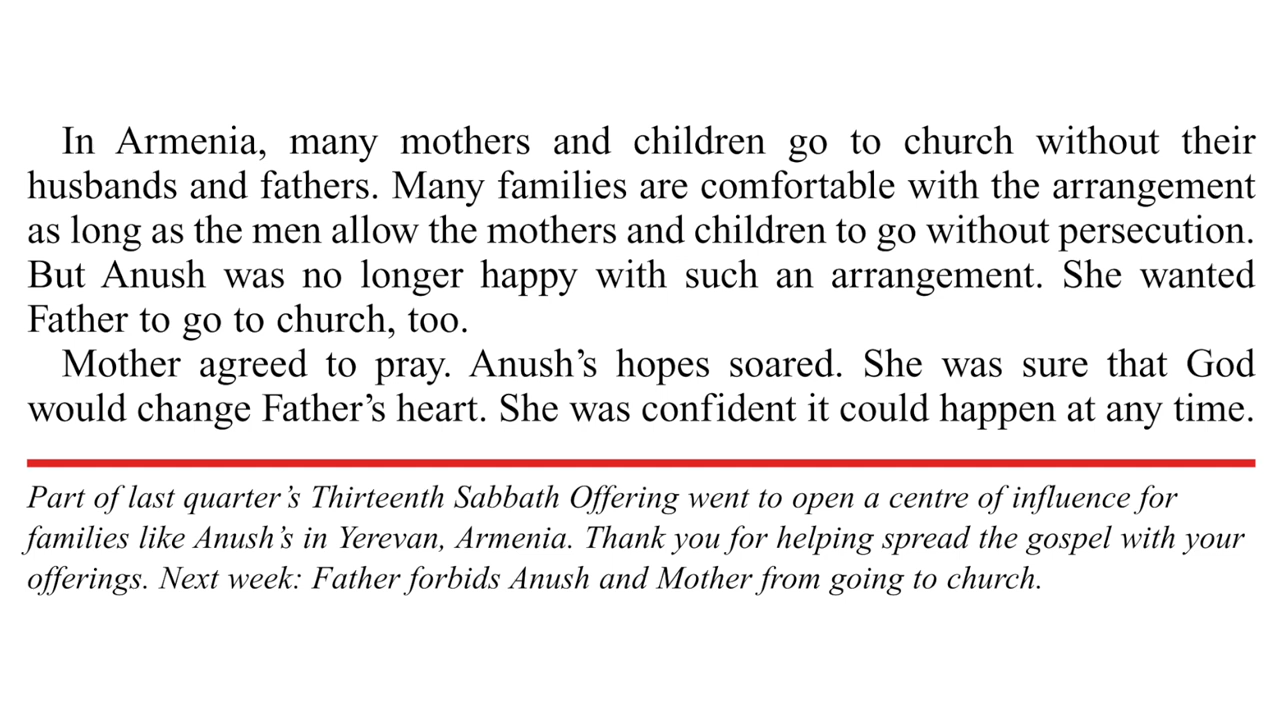 In Armenia, many mothers and children go to church without their
husbands and fathers. Many families are comfortable with the arrangement
as long as the men allow the mothers and children to go without persecution.
But Anush was no longer happy with such an arrangement. She wanted
Father to go to church, too.
Mother agreed to pray. Anush’s hopes soared. She was sure that God
would change Father’s heart. She was confident it could happen at any time.
Part of last quarter’s Thirteenth Sabbath Offering went to open a centre of influence for
families like Anush’s in Yerevan, Armenia. Thank you for helping spread the gospel with your
offerings. Next week: Father forbids Anush and Mother from going to church.